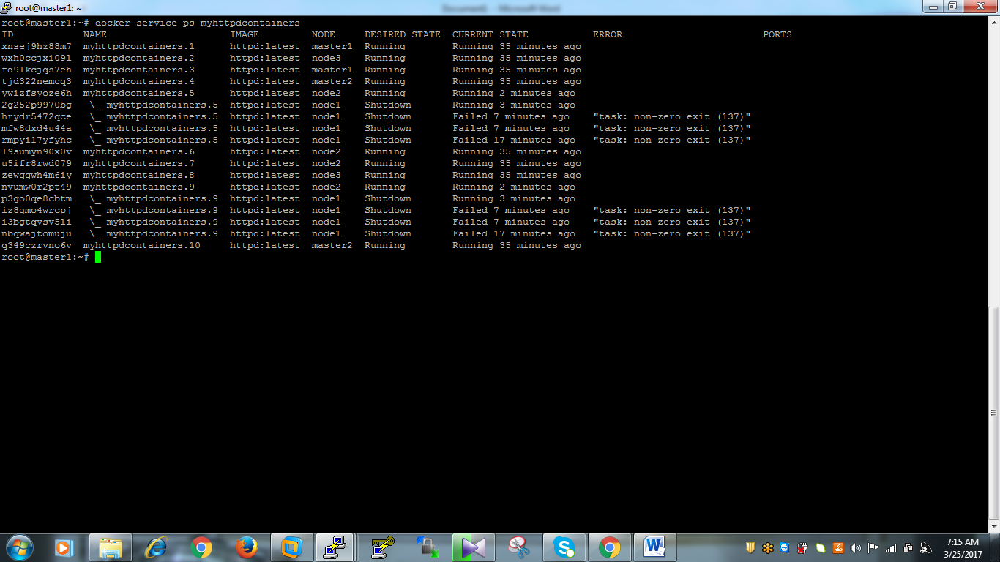 root@master1: ~
Document1 - Microsoft Word
root@master1:~# docker service ps myhttpdcontainers
ID NAME IMAGE NODE DESIRED STATE CURRENT STATE ERROR PORTS
xnsej9hz88m7 myhttpdcontainers.1 httpd:latest master1 Running Running 35 minutes ago
wxh0ccjxi09l myhttpdcontainers.2 httpd:latest node3 Running Running 35 minutes ago
fd9lkcjqs7eh myhttpdcontainers.3 httpd:latest master1 Running Running 35 minutes ago
tjd322nemcq3 myhttpdcontainers.4 httpd:latest master2 Running Running 35 minutes ago
ywizfsyoze6h myhttpdcontainers.5 httpd:latest node2 Running Running 2 minutes ago
2g252p9970bg \_ myhttpdcontainers.5 httpd:latest node1 Shutdown Running 3 minutes ago
hrydr5472qce \_ myhttpdcontainers.5 httpd:latest node1 Shutdown Failed 7 minutes ago "task: non-zero exit (137)"
mfw8dxd4u44a \_ myhttpdcontainers.5 httpd:latest node1 Shutdown Failed 7 minutes ago "task: non-zero exit (137)"
rmpyi17yfyhc \_ myhttpdcontainers.5 httpd:latest node1 Shutdown Failed 17 minutes ago "task: non-zero exit (137)"
l9sumyn90x0v myhttpdcontainers.6 httpd:latest node2 Running Running 35 minutes ago
u5ifr8rwd079 myhttpdcontainers.7 httpd:latest node2 Running Running 35 minutes ago
zewqqwh4m6iy myhttpdcontainers.8 httpd:latest node3 Running Running 35 minutes ago
nvumw0r2pt49 myhttpdcontainers.9 httpd:latest node2 Running Running 2 minutes ago
p3go0qe8cbtm \_ myhttpdcontainers.9 httpd:latest node1 Shutdown Running 3 minutes ago
iz8gmo4wrcpj \_ myhttpdcontainers.9 httpd:latest node1 Shutdown Failed 7 minutes ago "task: non-zero exit (137)"
i3bgtqvsv5li \_ myhttpdcontainers.9 httpd:latest node1 Shutdown Failed 7 minutes ago "task: non-zero exit (137)"
nbqwajtomuju \_ myhttpdcontainers.9 httpd:latest node1 Shutdown Failed 17 minutes ago "task: non-zero exit (137)"
q349czrvno6v myhttpdcontainers.10 httpd:latest master2 Running Running 35 minutes ago
root@master1:~#
7:15 AM
3/25/2017